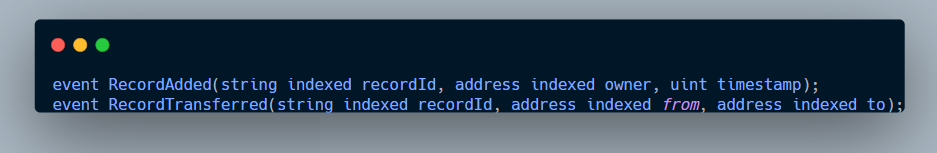 event RecordAdded(string indexed recordId, address indexed owner, uint timestamp);
event RecordTransferred(string indexed recordId, address indexed from, address indexed to);